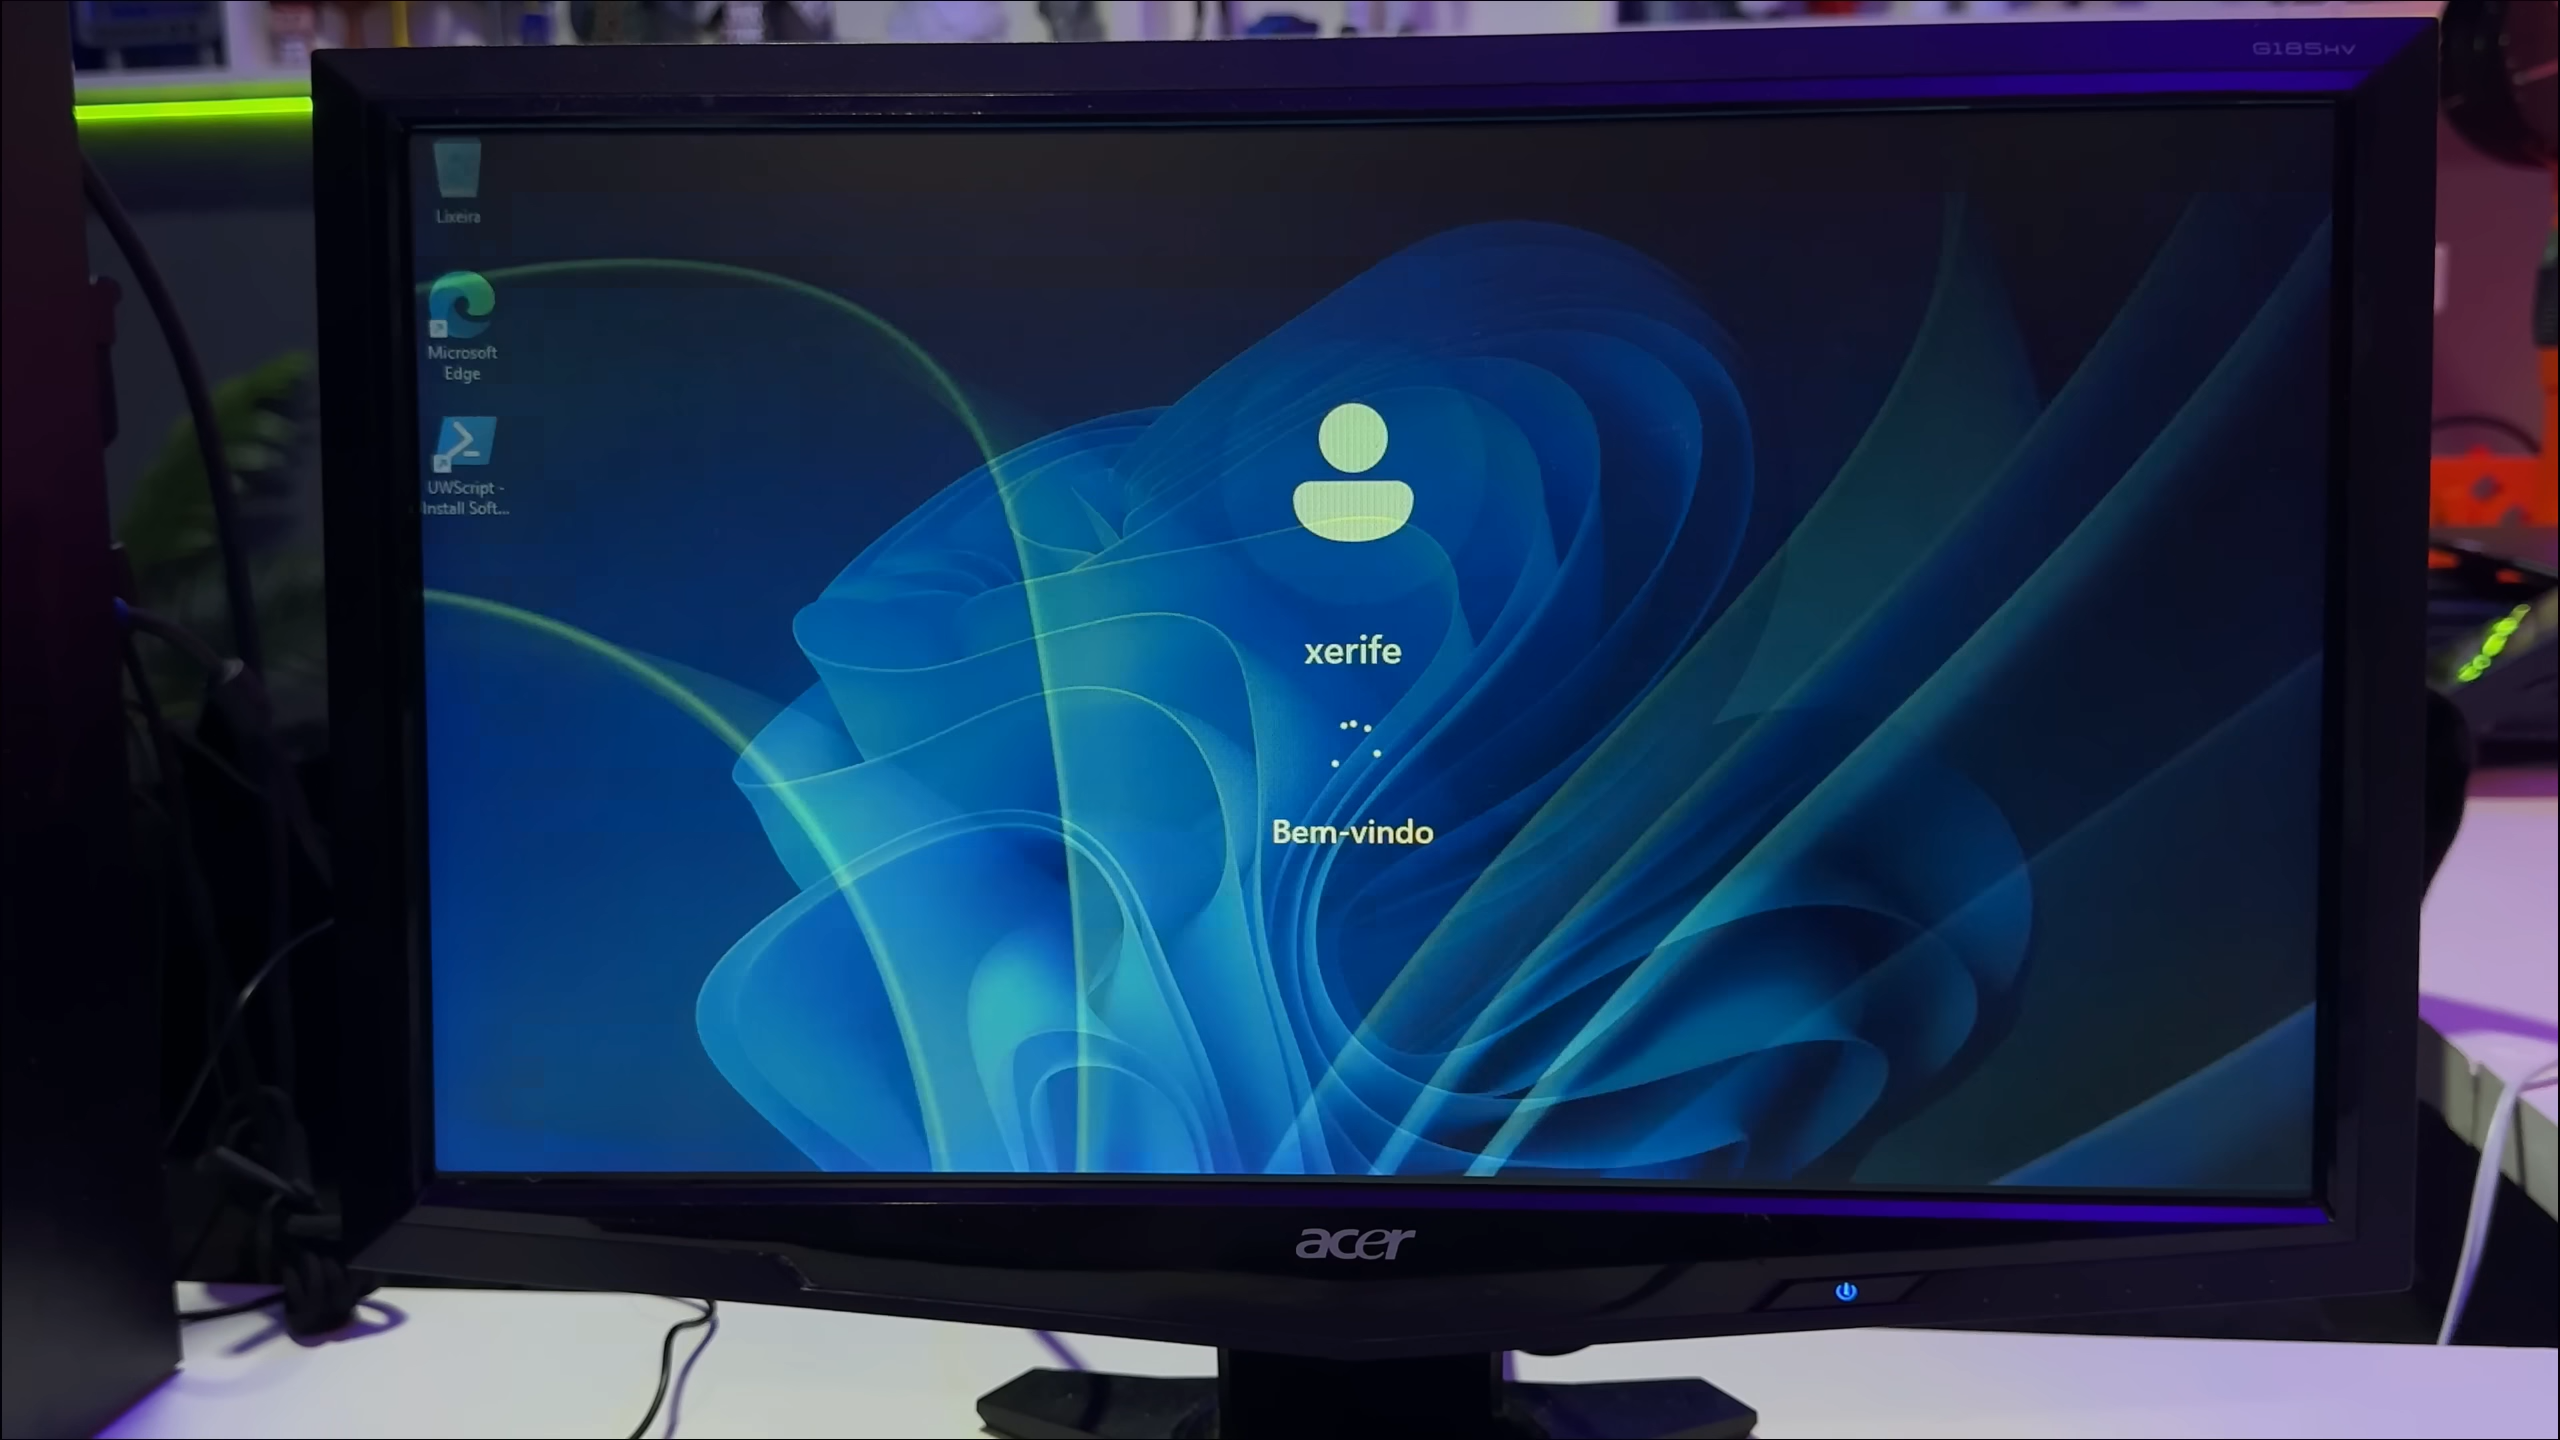 G185HV
Lixeira
Microsoft
Edge
UWScript -
Install Soft...
xerife
Bem-vindo
acer